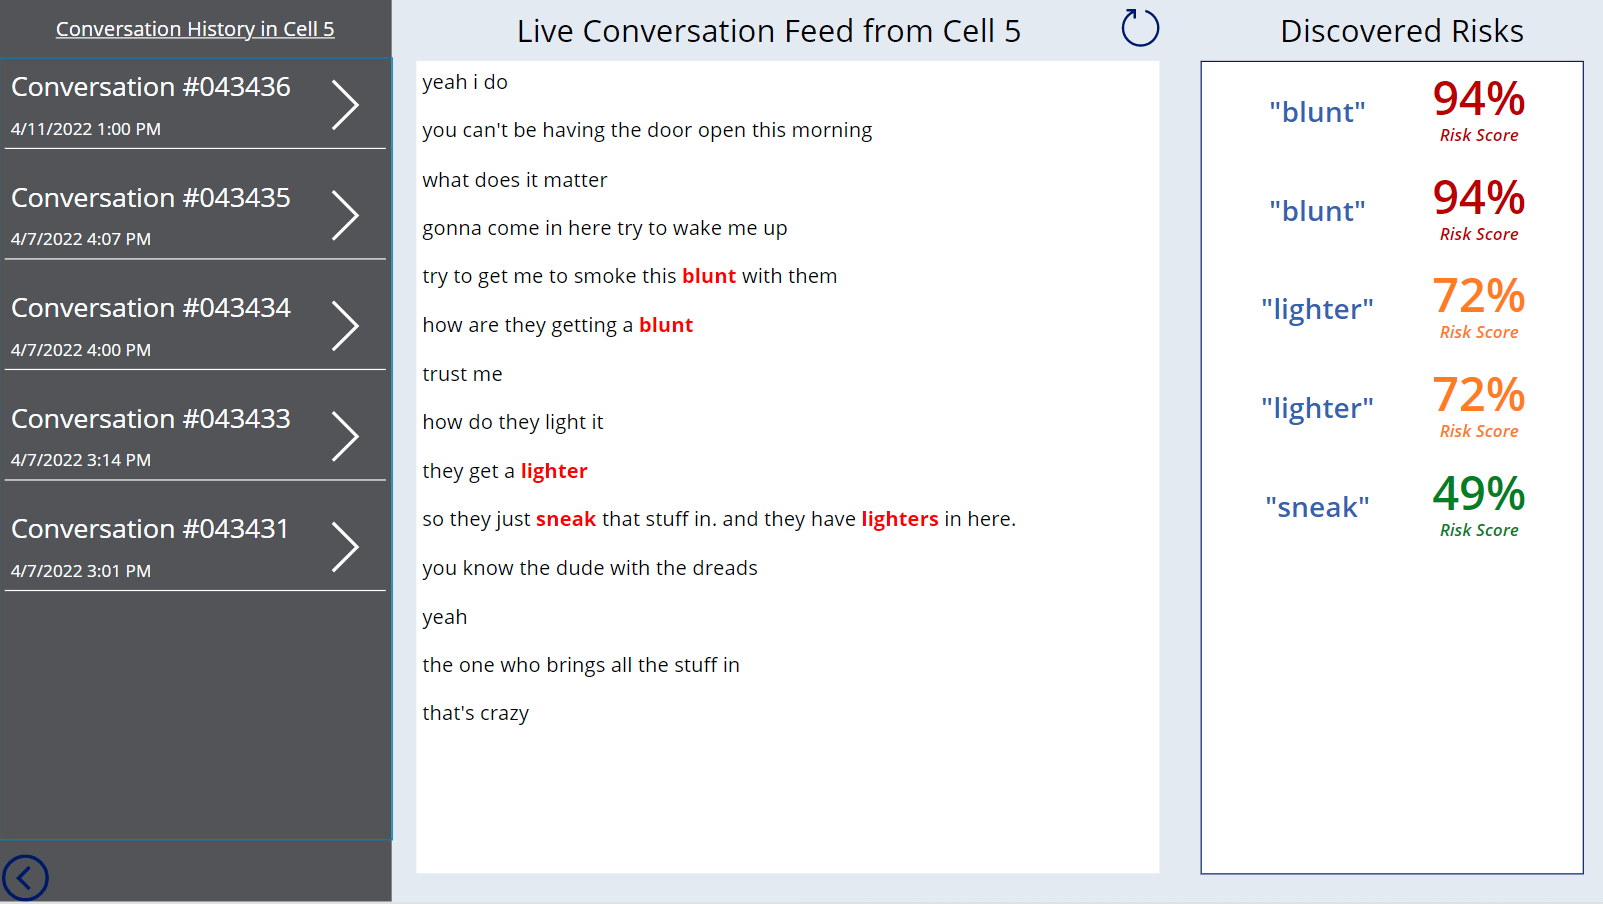 Conversation History in Cell 5
Conversation #043436
4/11/2022 1:00 PM
Conversation #043435
4/7/2022 4:07 PM
Conversation #043434
4/7/2022 4:00 PM
Conversation #043433
4/7/2022 3:14 PM
Conversation #043431
4/7/2022 3:01 PM
Live Conversation Feed from Cell 5
yeah i do
you can't be having the door open this morning
what does it matter
gonna come in here try to wake me up
try to get me to smoke this blunt with them
how are they getting a blunt
trust me
how do they light it
they get a lighter
so they just sneak that stuff in. and they have lighters in here.
you know the dude with the dreads
yeah
the one who brings all the stuff in
that's crazy
Discovered Risks
"blunt" 94%
Risk Score
"blunt" 94%
Risk Score
"lighter" 72%
Risk Score
"lighter" 72%
Risk Score
"sneak" 49%
Risk Score